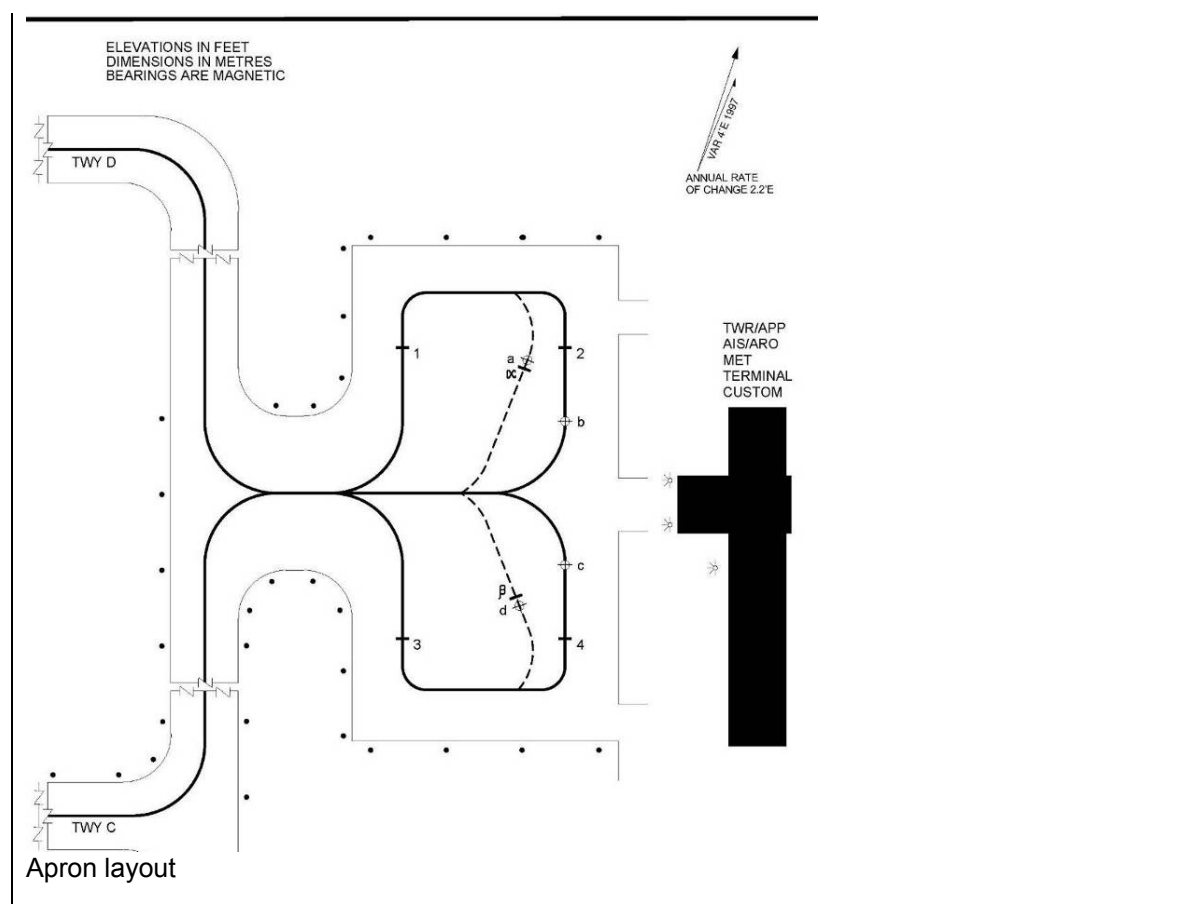 ELEVATIONS IN FEET
DIMENSIONS IN METRES
BEARINGS ARE MAGNETIC
VAR 4°E 1997
ANNUAL RATE
OF CHANGE 2.2'E
TWY D
TWR/APP
AIS/ARO
MET
TERMINAL
CUSTOM
1
a
α
2
b
c
β
d
3
4
TWY C
Apron layout